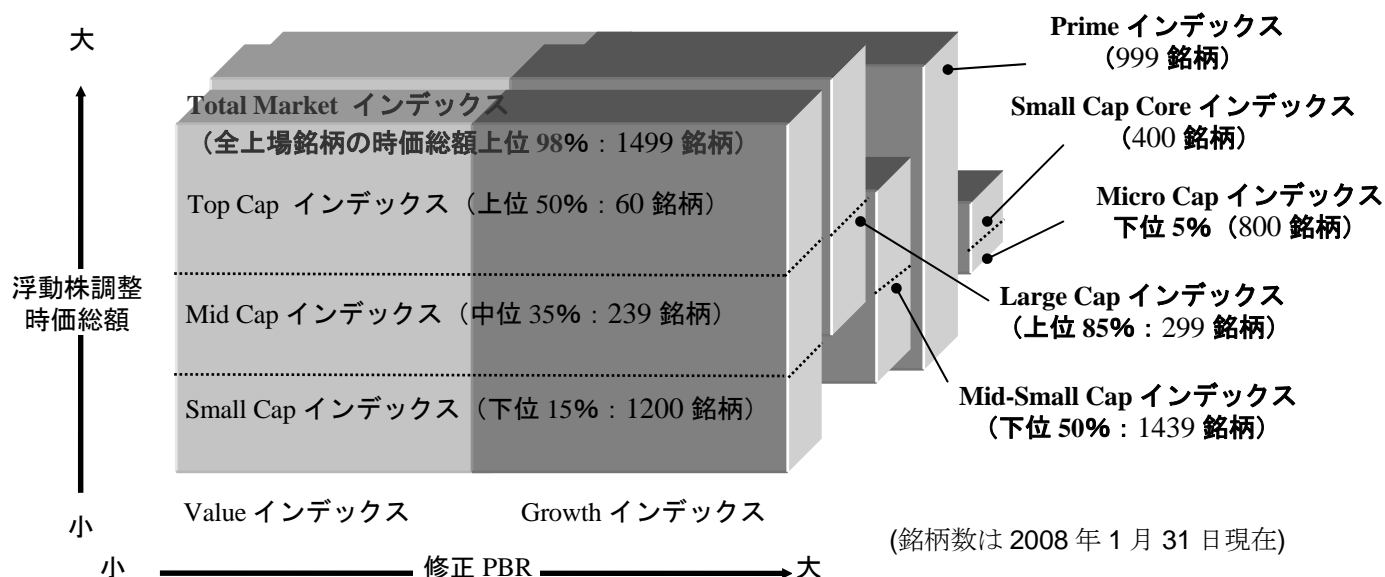 大
浮動株調整
時価総額
小
Total Market インデックス
（全上場銘柄の時価総額上位 98%：1499 銘柄）
Top Cap インデックス（上位 50%：60 銘柄）
Mid Cap インデックス（中位 35%：239 銘柄）
Small Cap インデックス（下位 15%：1200 銘柄）
Value インデックス
Growth インデックス
小
修正 PBR
大
Prime インデックス
（999 銘柄）
Small Cap Core インデックス
（400 銘柄）
Micro Cap インデックス
下位 5%（800 銘柄）
Large Cap インデックス
（上位 85%：299 銘柄）
Mid-Small Cap インデックス
（下位 50%：1439 銘柄）
(銘柄数は 2008 年 1 月 31 日現在)